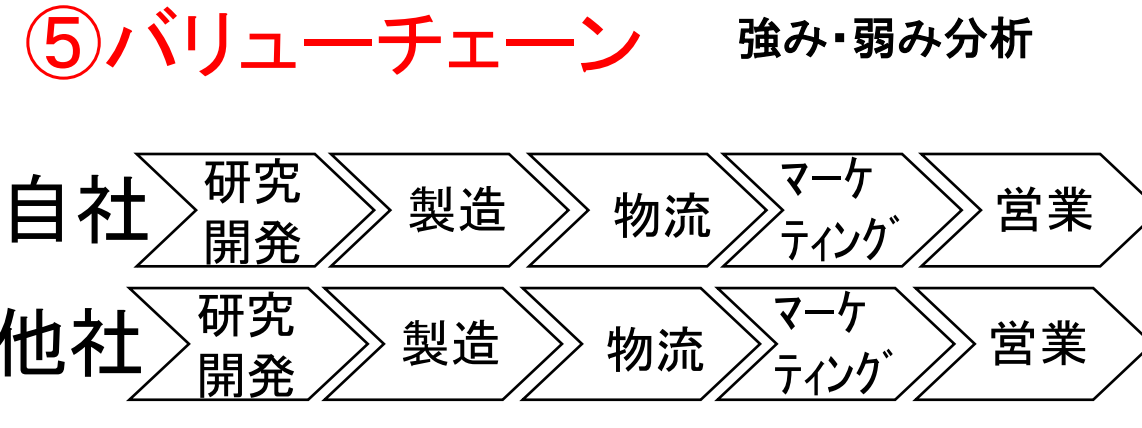 ⑤バリューチェーン 強み・弱み分析
自社 研究開発 製造 物流 マーケティング 営業
他社 研究開発 製造 物流 マーケティング 営業